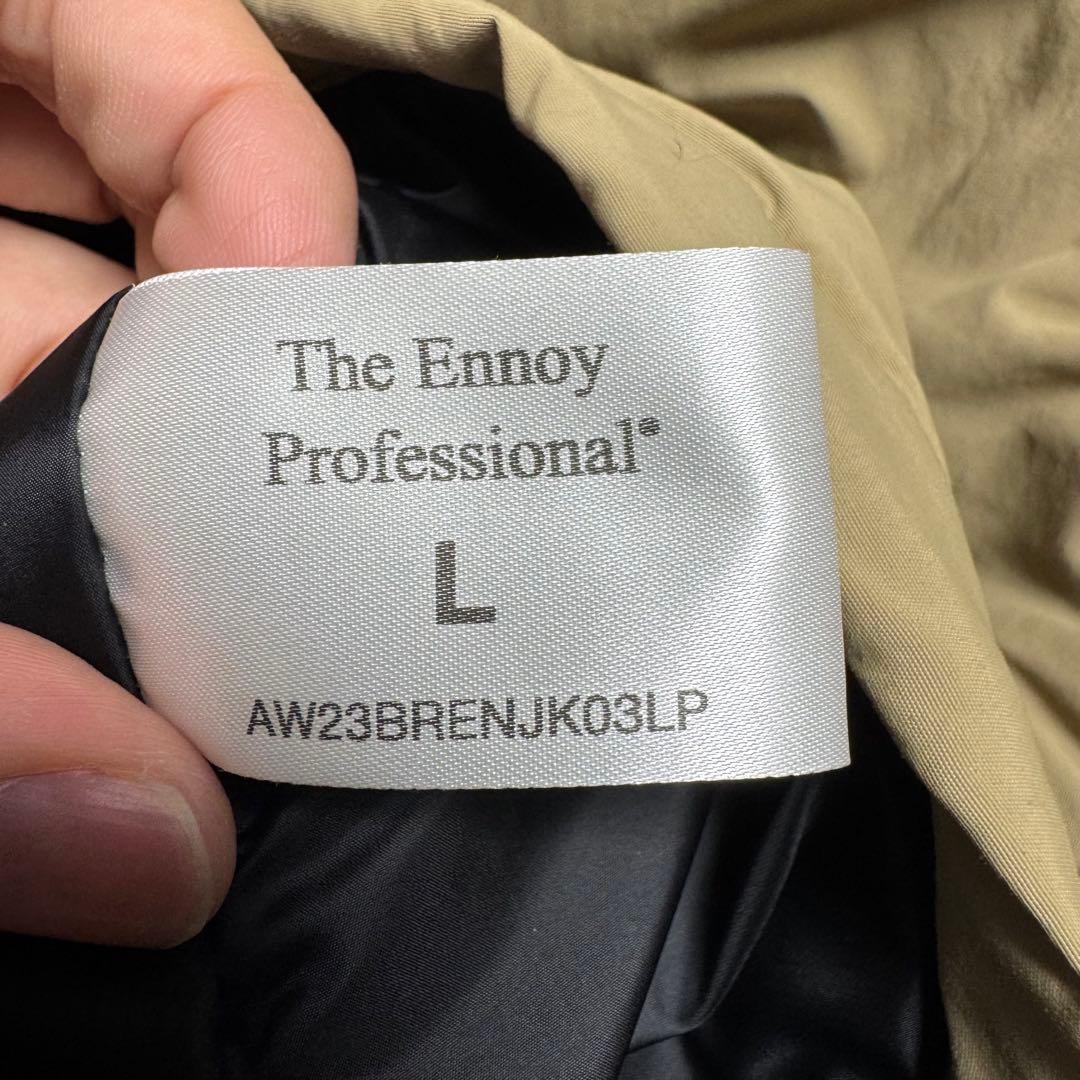 The Ennoy
Professional®
L
AW23BRENJK03LP